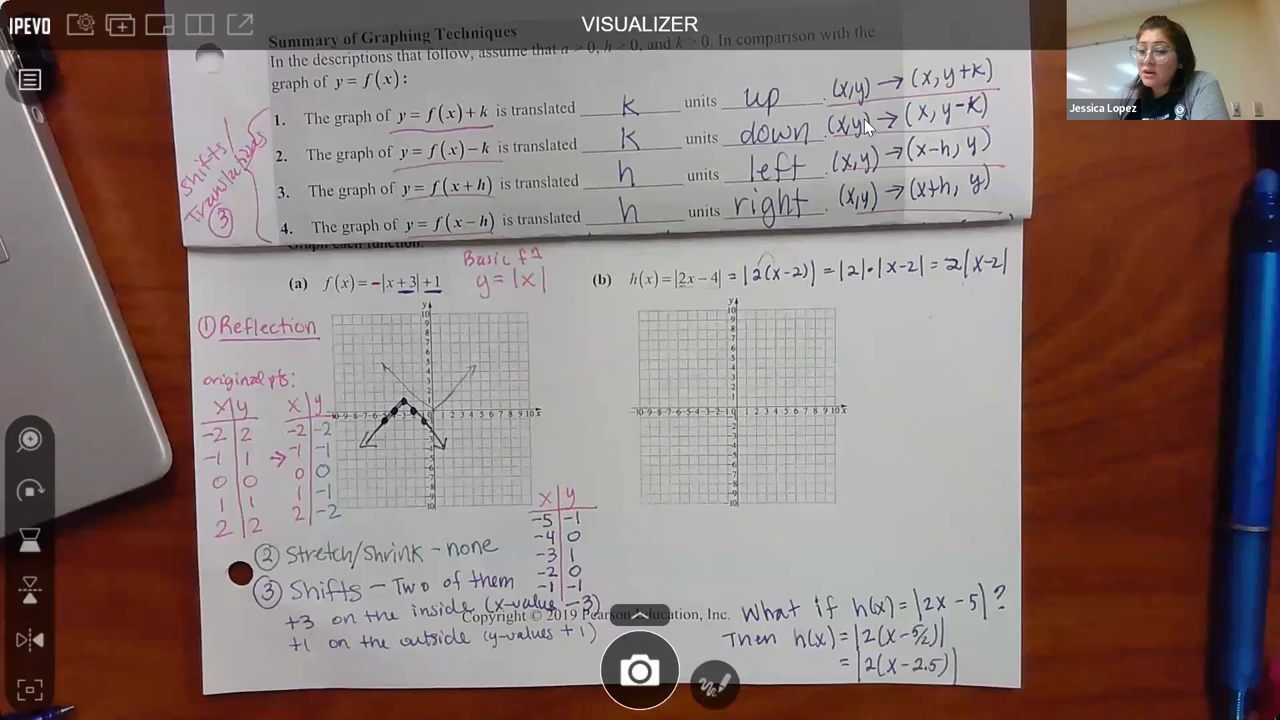 VISUALIZER
IPEVO
Jessica Lopez
Summary of Graphing Techniques
In the descriptions that follow, assume that a > 0, h > 0, and k > 0. In comparison with the
graph of y = f(x):
1. The graph of y = f(x) + k is translated k units up. (x,y) → (x, y+k)
2. The graph of y = f(x) − k is translated k units down. (x,y) → (x, y−k)
3. The graph of y = f(x + h) is translated h units left. (x,y) → (x−h, y)
4. The graph of y = f(x − h) is translated h units right. (x,y) → (x+h, y)
Shifts/
Translations
③
Graph each function.
Basic fn
(a) f(x) = −|x + 3| + 1 y = |x|
(b) h(x) = |2x − 4| = |2(x−2)| = |2|·|x−2| = 2|x−2|
① Reflection
original pts:
x y
−2 2
−1 1
0 0
1 1
2 2
→
x y
−2 −2
−1 −1
0 0
1 −1
2 −2
x y
−5 −1
−4 0
−3 1
−2 0
−1 −1
② Stretch/Shrink – none
③ Shifts – Two of them
+3 on the inside (x-value −3)
+1 on the outside (y-values +1)
Copyright © 2019 Pearson Education, Inc.
What if h(x) = |2x − 5| ?
Then h(x) = |2(x − 5/2)|
= |2(x − 2.5)|